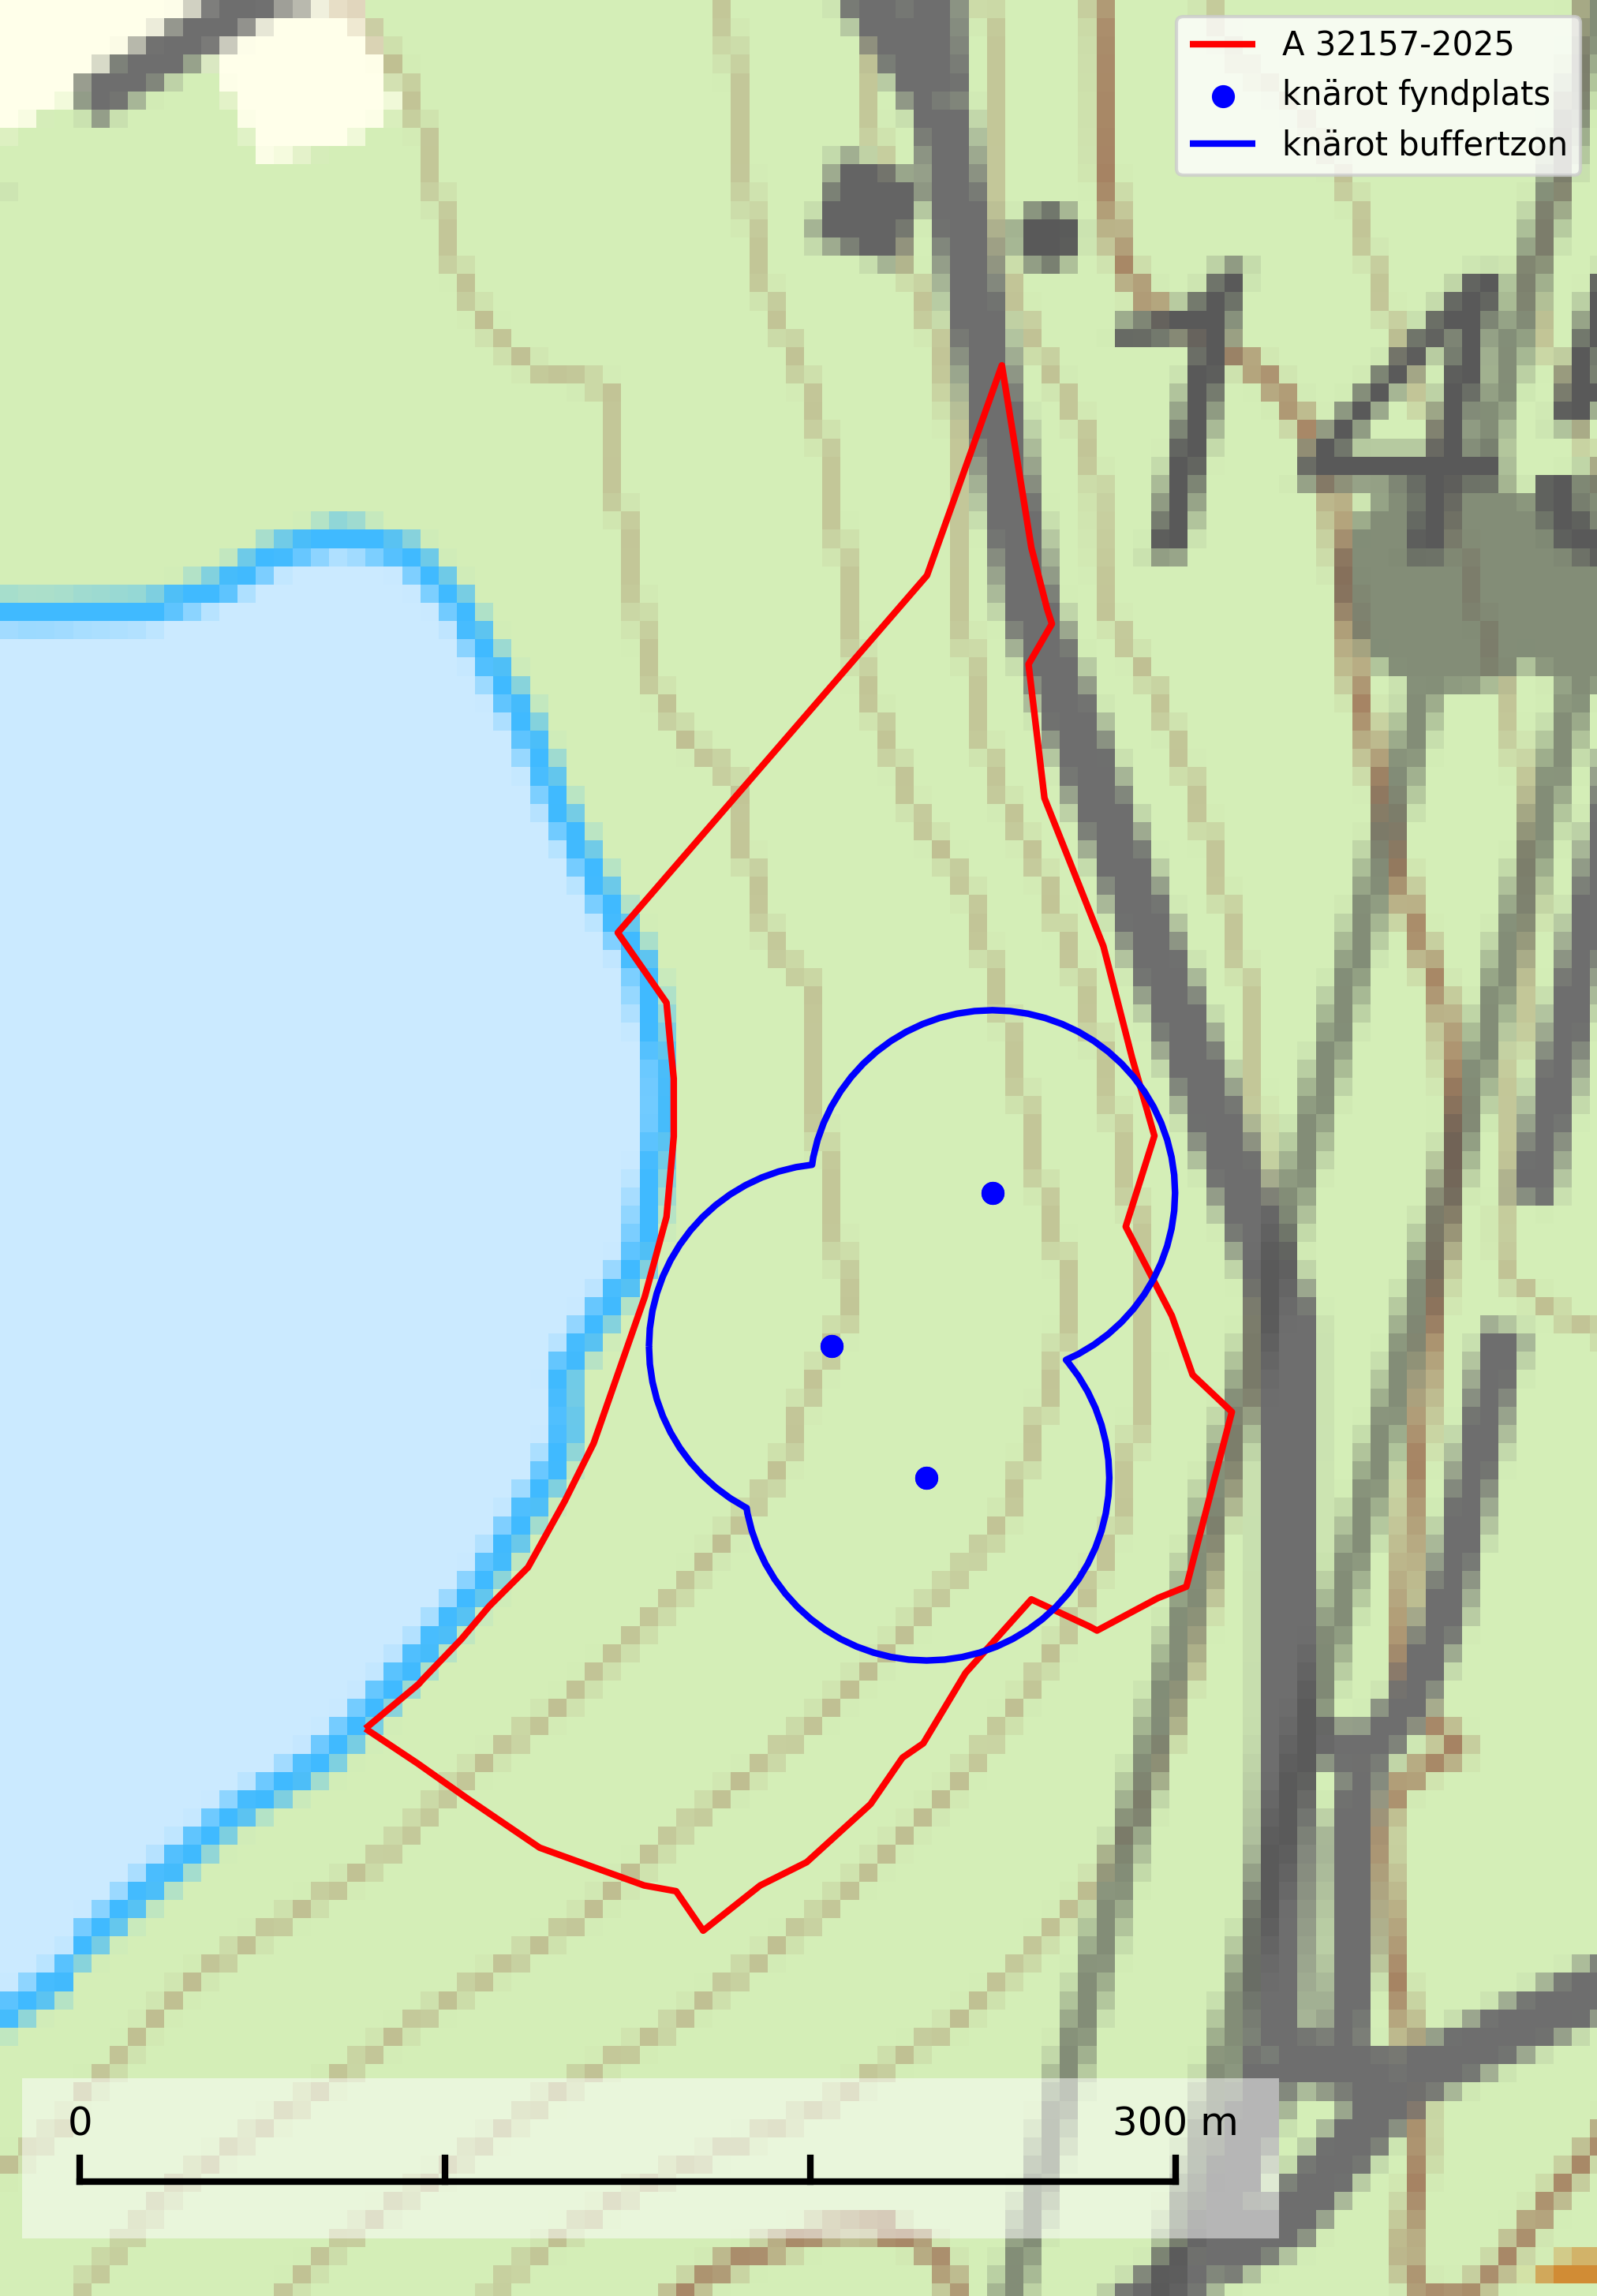 A 32157-2025
knärot fyndplats
knärot buffertzon
0
300 m